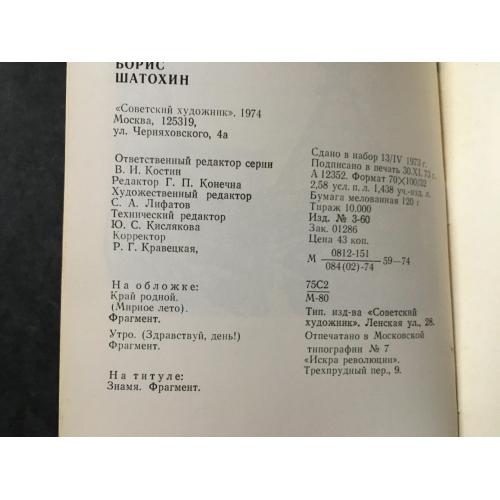 БОРИС
ШАТОХИН
«Советский художник». 1974
Москва, 125319,
ул. Черняховского, 4а
Ответственный редактор серии
В. И. Костин
Редактор Г. П. Конечна
Художественный редактор
С. А. Лифатов
Технический редактор
Ю. С. Кислякова
Корректор
Р. Г. Кравецкая,
На обложке:
Край родной.
(Мирное лето).
Фрагмент.
Утро. (Здравствуй, день!)
Фрагмент.
На титуле:
Знамя. Фрагмент.
Сдано в набор 13/IV 1973 г.
Подписано в печать 30.XI.73 г.
А 12352. Формат 70×100/32
2,58 усл. п. л. 1,438 уч.-изд. л.
Бумага мелованная 120 г
Тираж 10.000
Изд. № 3-60
Зак. 01286
Цена 43 коп.
М 0812-151
084(02)-74 59—74
75С2
М-80
Тип. изд-ва «Советский
художник». Ленская ул., 28.
Отпечатано в Московской
типографии № 7
«Искра революции».
Трехпрудный пер., 9.